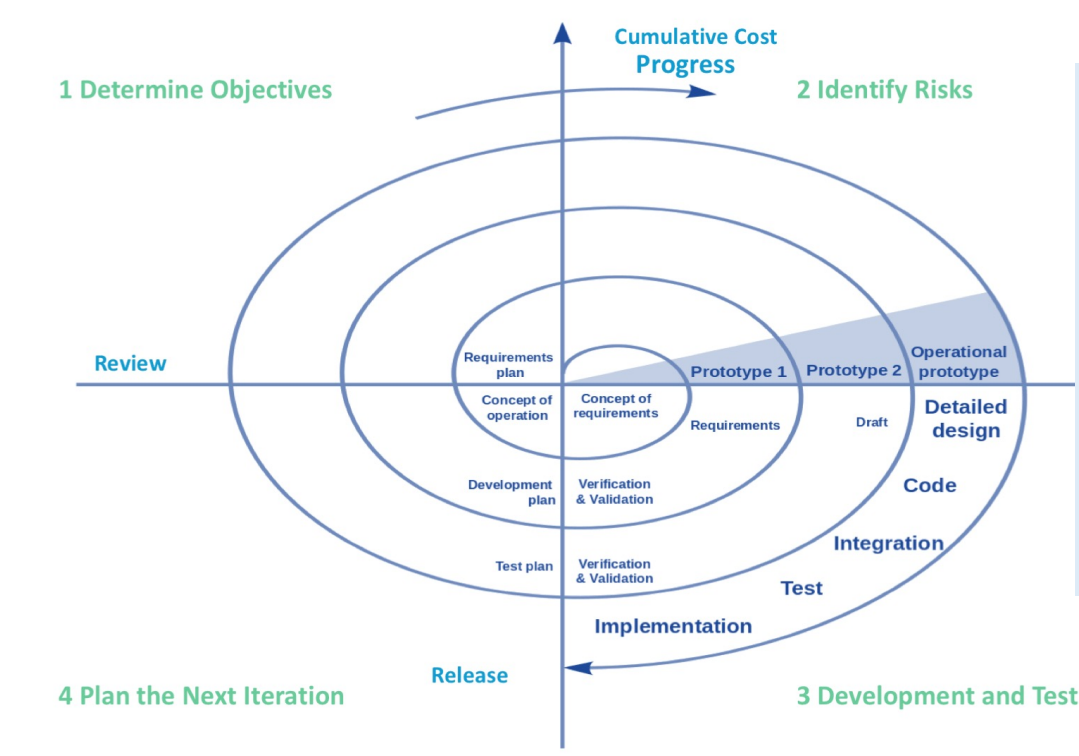 Cumulative Cost
Progress
1 Determine Objectives
2 Identify Risks
Review
Requirements
plan
Prototype 1
Prototype 2
Operational
prototype
Concept of
operation
Concept of
requirements
Requirements
Draft
Detailed
design
Development
plan
Verification
& Validation
Code
Integration
Test plan
Verification
& Validation
Test
Implementation
Release
4 Plan the Next Iteration
3 Development and Test